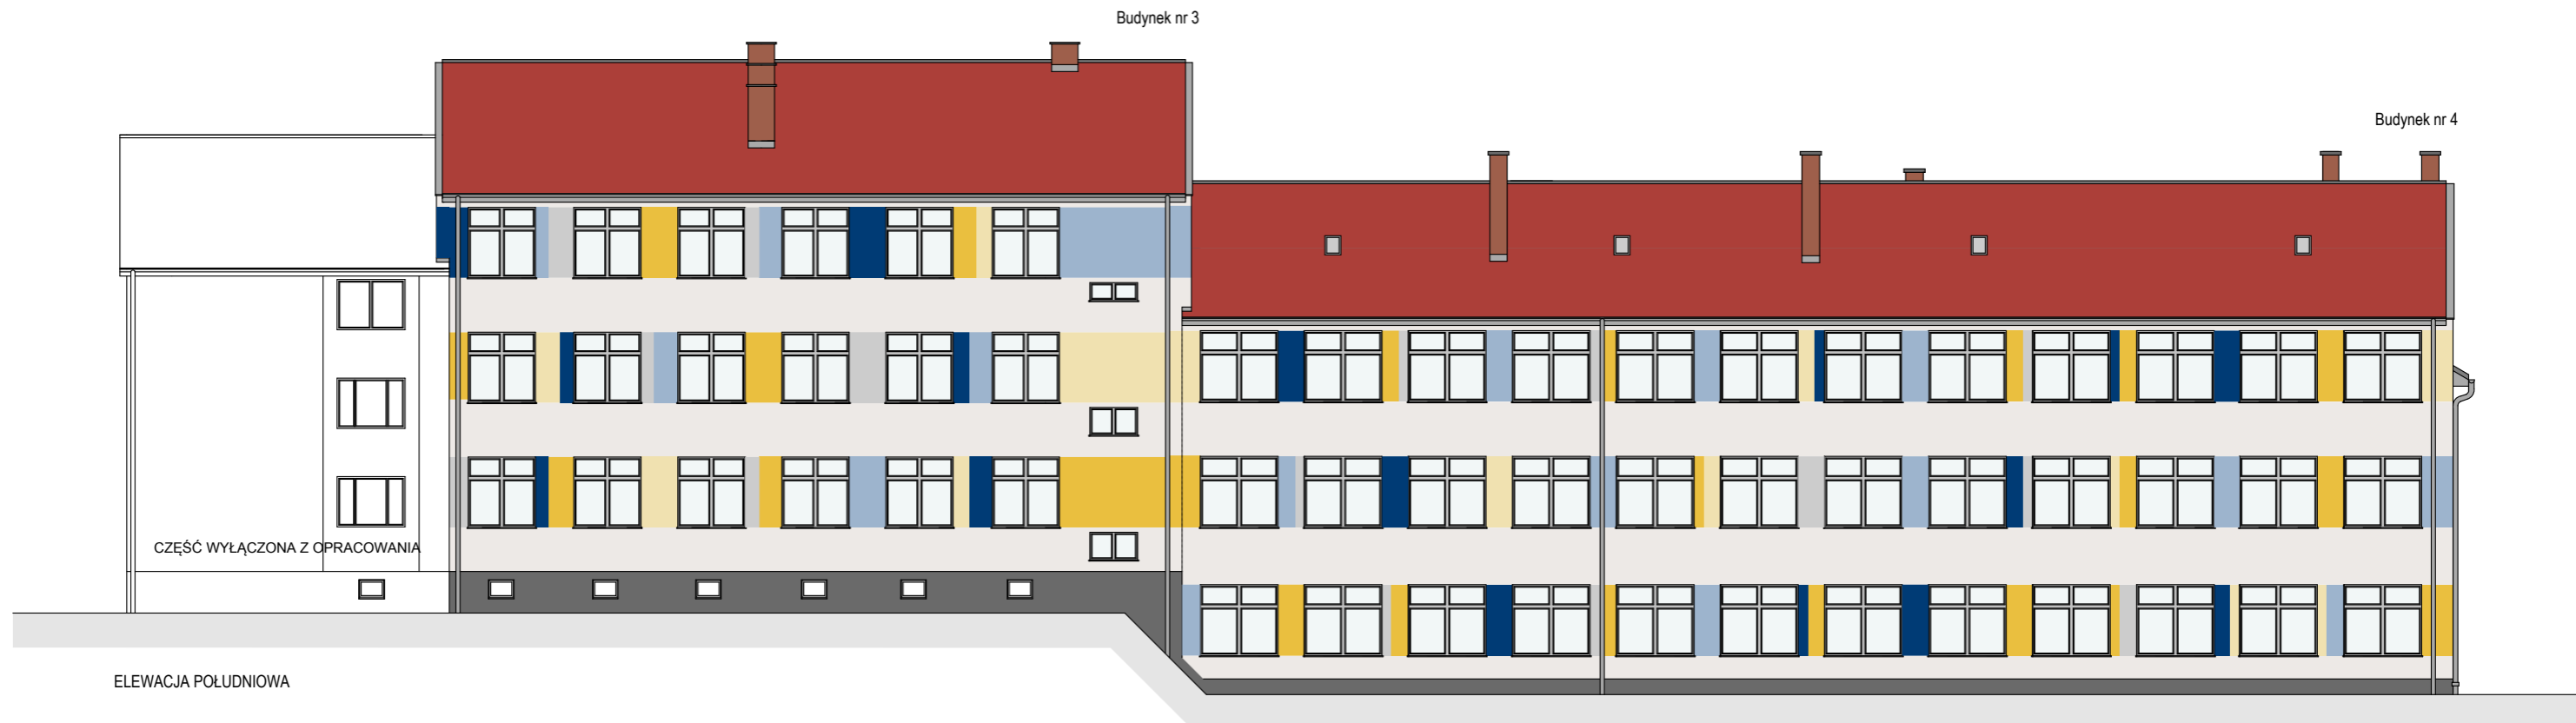 Budynek nr 3
Budynek nr 4
CZĘŚĆ WYŁĄCZONA Z OPRACOWANIA
ELEWACJA POŁUDNIOWA